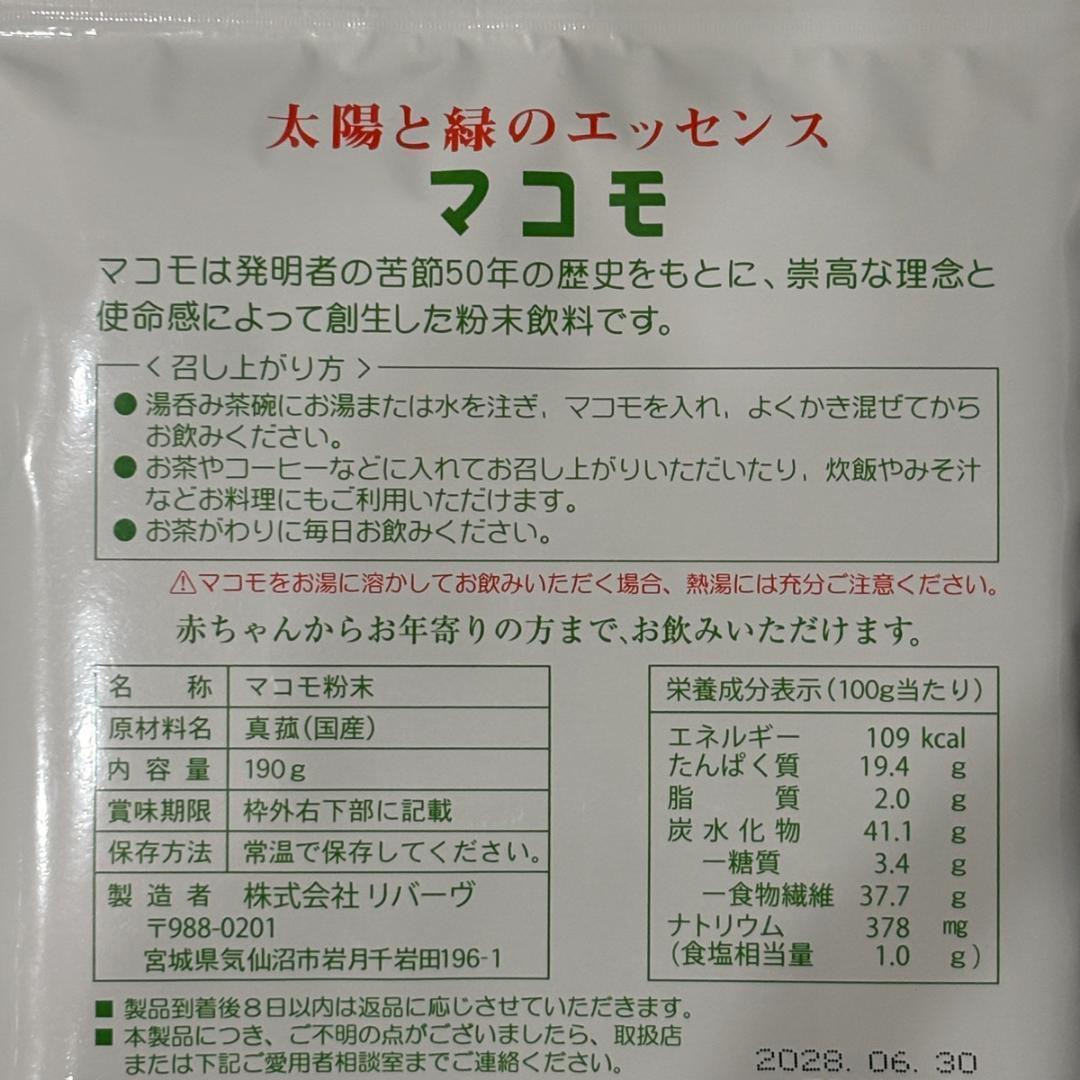 太陽と緑のエッセンス
マコモ
マコモは発明者の苦節50年の歴史をもとに、崇高な理念と
使命感によって創生した粉末飲料です。
〈 召し上がり方 〉
● 湯呑み茶碗にお湯または水を注ぎ，マコモを入れ，よくかき混ぜてから
お飲みください。
● お茶やコーヒーなどに入れてお召し上がりいただいたり，炊飯やみそ汁
などお料理にもご利用いただけます。
● お茶がわりに毎日お飲みください。
⚠マコモをお湯に溶かしてお飲みいただく場合、熱湯には充分ご注意ください。
赤ちゃんからお年寄りの方まで、お飲みいただけます。
名称 マコモ粉末
原材料名 真菰（国産）
内容量 190g
賞味期限 枠外右下部に記載
保存方法 常温で保存してください。
製造者 株式会社 リバーヴ
〒988-0201
宮城県気仙沼市岩月千岩田196-1
栄養成分表示（100g当たり）
エネルギー 109 kcal
たんぱく質 19.4 g
脂質 2.0 g
炭水化物 41.1 g
－糖質 3.4 g
－食物繊維 37.7 g
ナトリウム 378 mg
（食塩相当量 1.0 g）
■ 製品到着後８日以内は返品に応じさせていただきます。
■ 本製品につき、ご不明の点がございましたら、取扱店
または下記ご愛用者相談室までご連絡ください。
2028. 06. 30